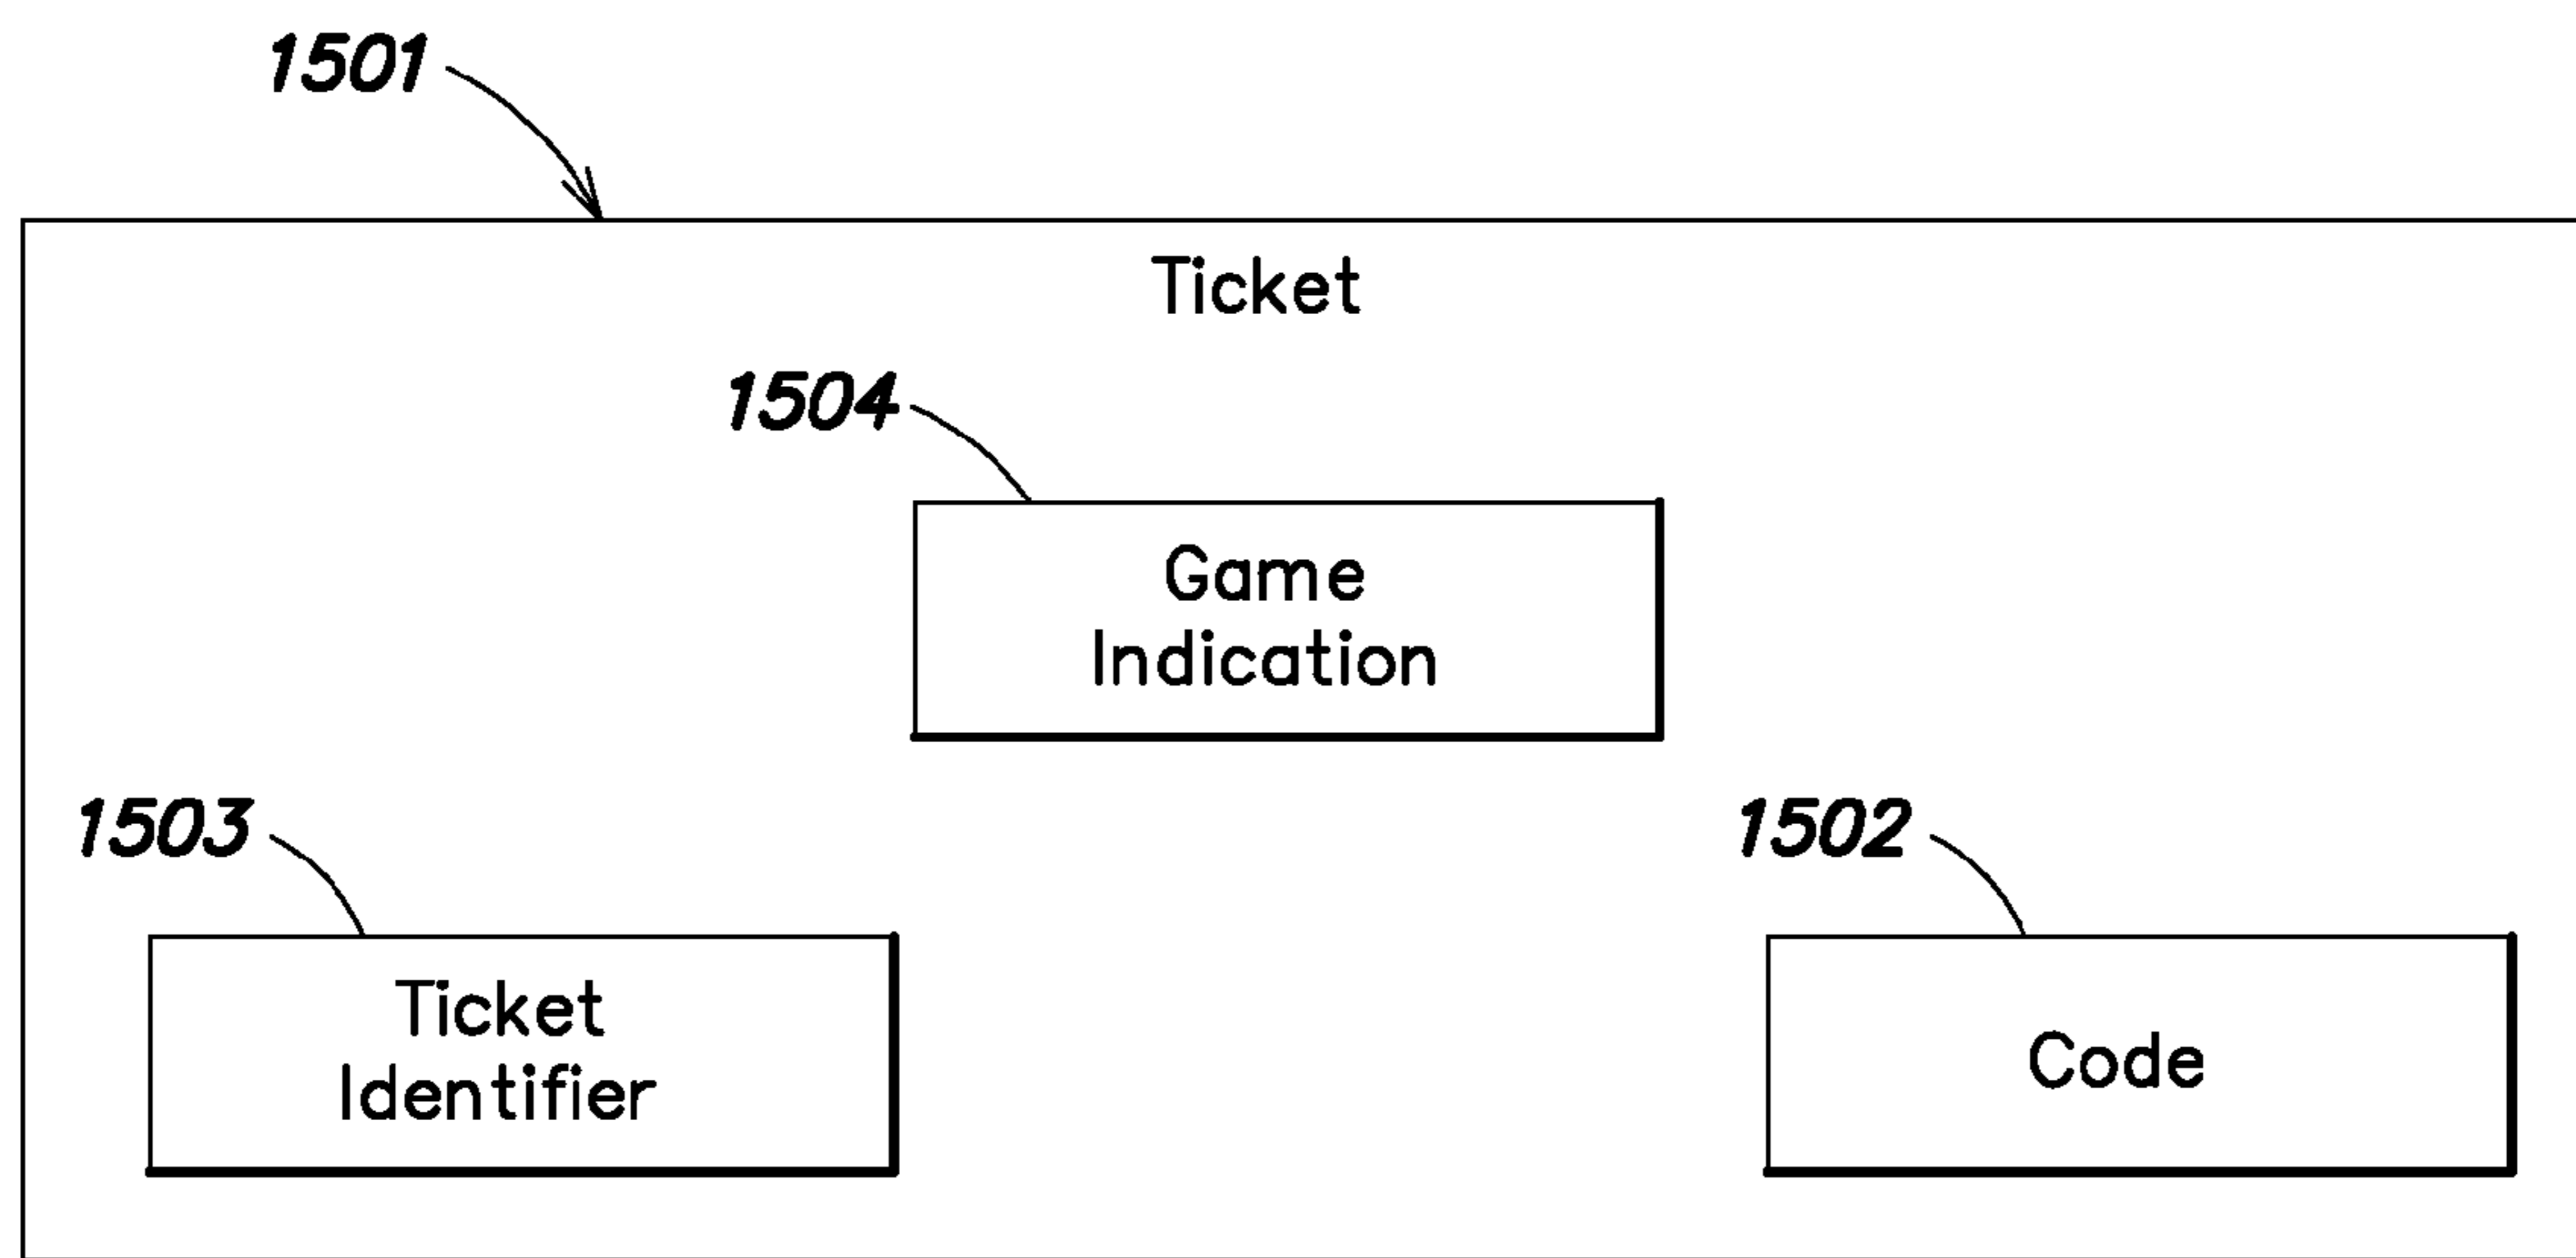 1501
Ticket
1504
Game
Indication
1503
1502
Ticket
Identifier
Code